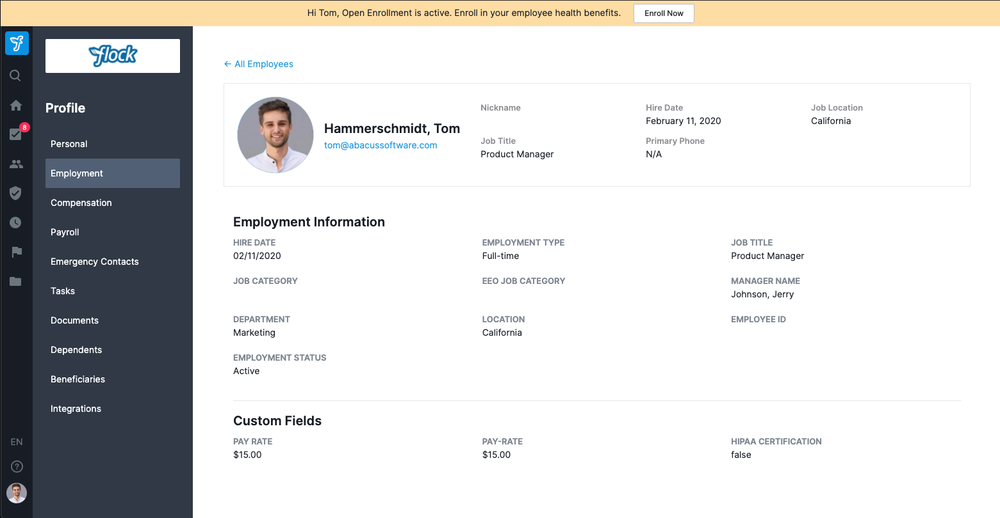 Hi Tom, Open Enrollment is active. Enroll in your employee health benefits. Enroll Now
flock
Profile
8
Personal
Employment
Compensation
Payroll
Emergency Contacts
Tasks
Documents
Dependents
Beneficiaries
Integrations
EN
?
← All Employees
Hammerschmidt, Tom
tom@abacussoftware.com
Nickname
Hire Date
February 11, 2020
Job Location
California
Job Title
Product Manager
Primary Phone
N/A
Employment Information
HIRE DATE
02/11/2020
EMPLOYMENT TYPE
Full-time
JOB TITLE
Product Manager
JOB CATEGORY
EEO JOB CATEGORY
MANAGER NAME
Johnson, Jerry
DEPARTMENT
Marketing
LOCATION
California
EMPLOYEE ID
EMPLOYMENT STATUS
Active
Custom Fields
PAY RATE
$15.00
PAY-RATE
$15.00
HIPAA CERTIFICATION
false